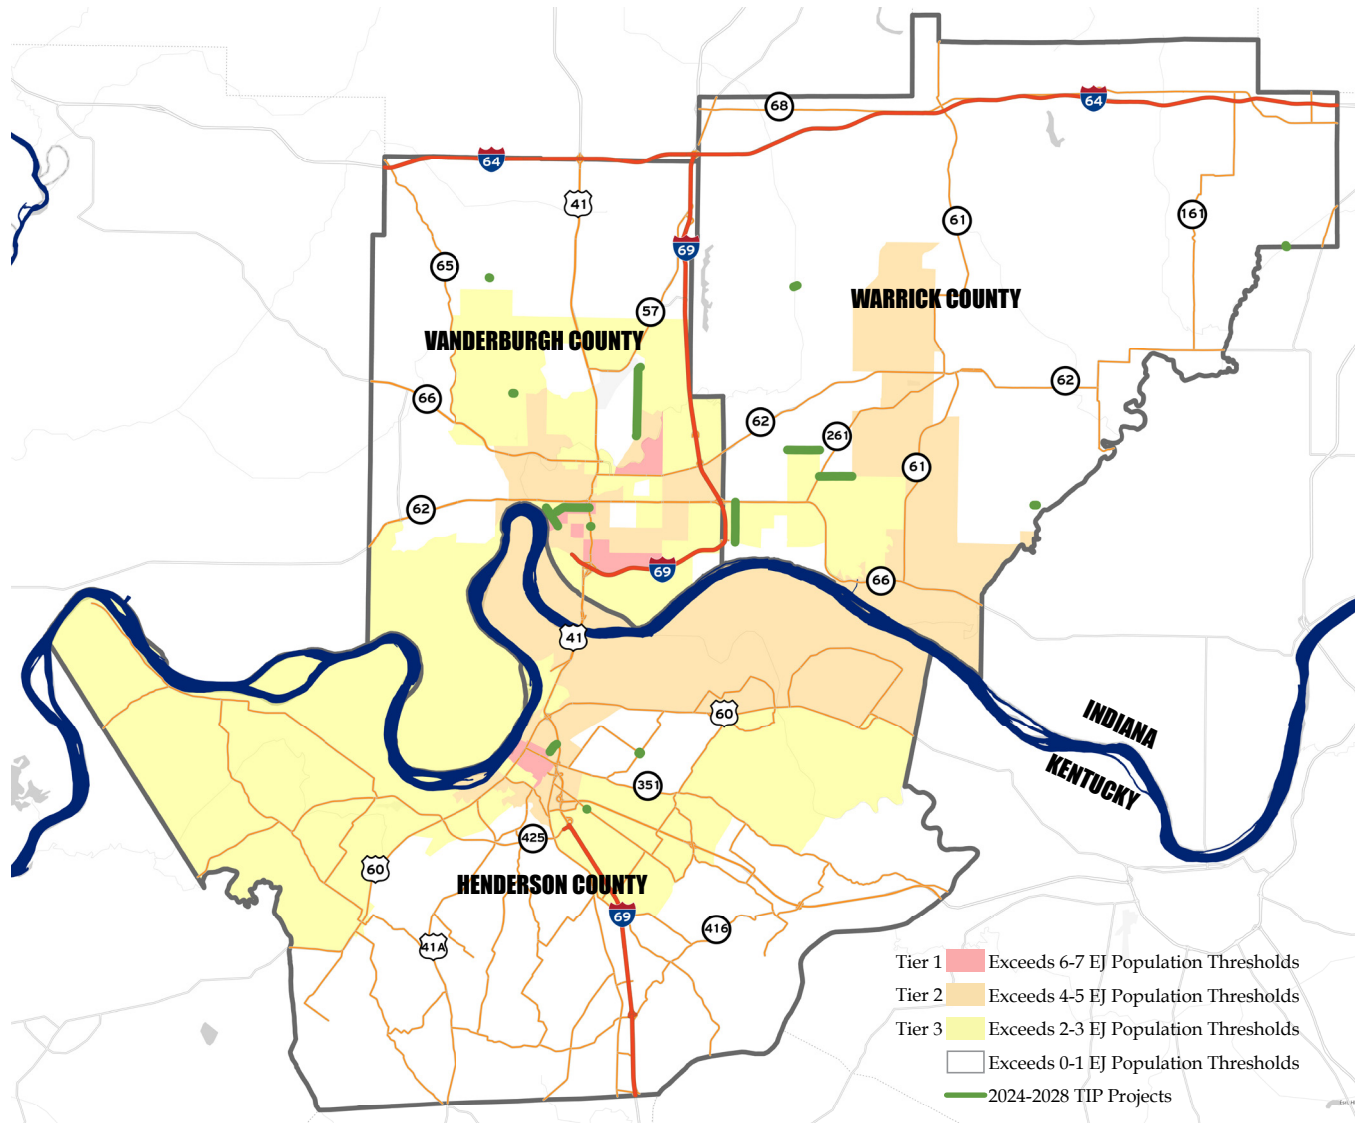 68
64
64
41
61
161
69
65
WARRICK COUNTY
57
VANDERBURGH COUNTY
62
66
62
261
61
62
69
66
41
60
INDIANA
KENTUCKY
351
425
60
HENDERSON COUNTY
69
416
41A
Tier 1 Exceeds 6-7 EJ Population Thresholds
Tier 2 Exceeds 4-5 EJ Population Thresholds
Tier 3 Exceeds 2-3 EJ Population Thresholds
Exceeds 0-1 EJ Population Thresholds
2024-2028 TIP Projects